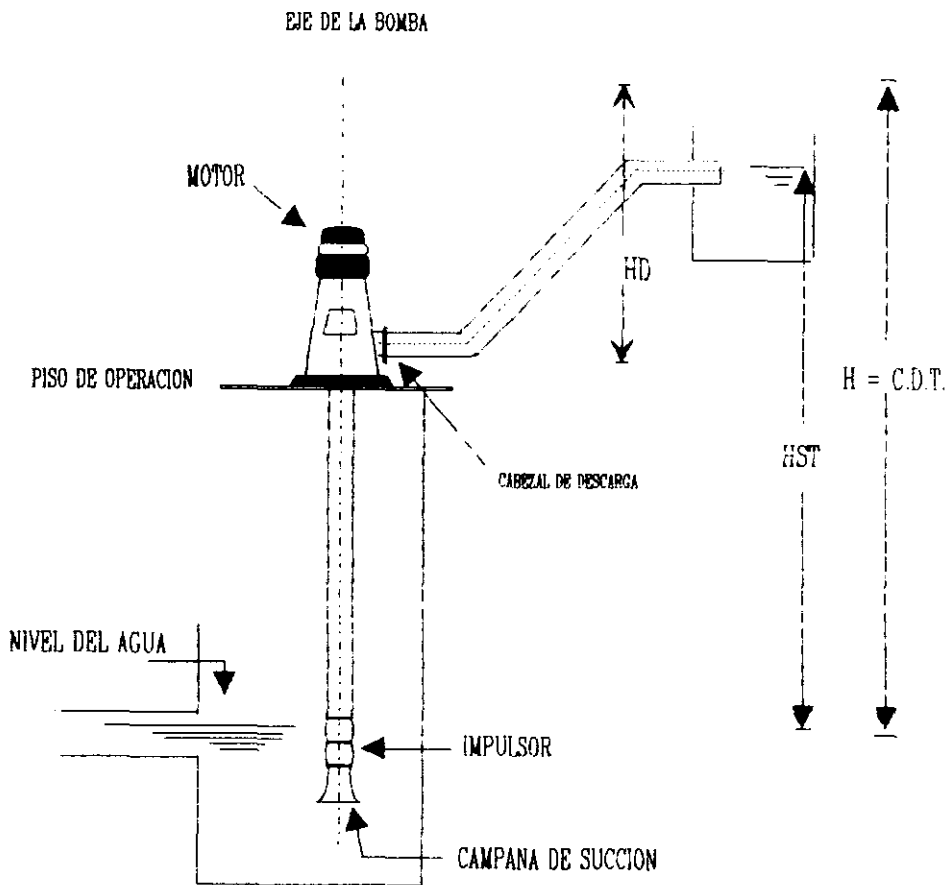 EJE DE LA BOMBA
MOTOR
HD
PISO DE OPERACION
H = C.D.T.
HST
CABEZAL DE DESCARGA
NIVEL DEL AGUA
IMPULSOR
CAMPANA DE SUCCION